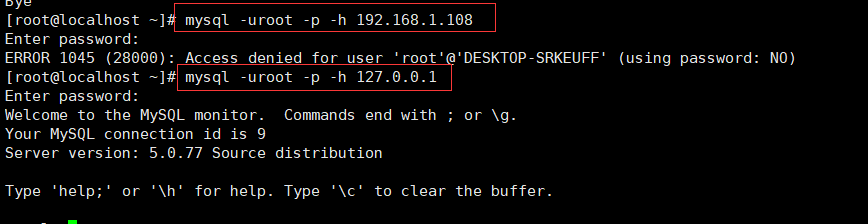 Bye
[root@localhost ~]# mysql -uroot -p -h 192.168.1.108
Enter password:
ERROR 1045 (28000): Access denied for user 'root'@'DESKTOP-SRKEUFF' (using password: NO)
[root@localhost ~]# mysql -uroot -p -h 127.0.0.1
Enter password:
Welcome to the MySQL monitor.  Commands end with ; or \g.
Your MySQL connection id is 9
Server version: 5.0.77 Source distribution
Type 'help;' or '\h' for help. Type '\c' to clear the buffer.